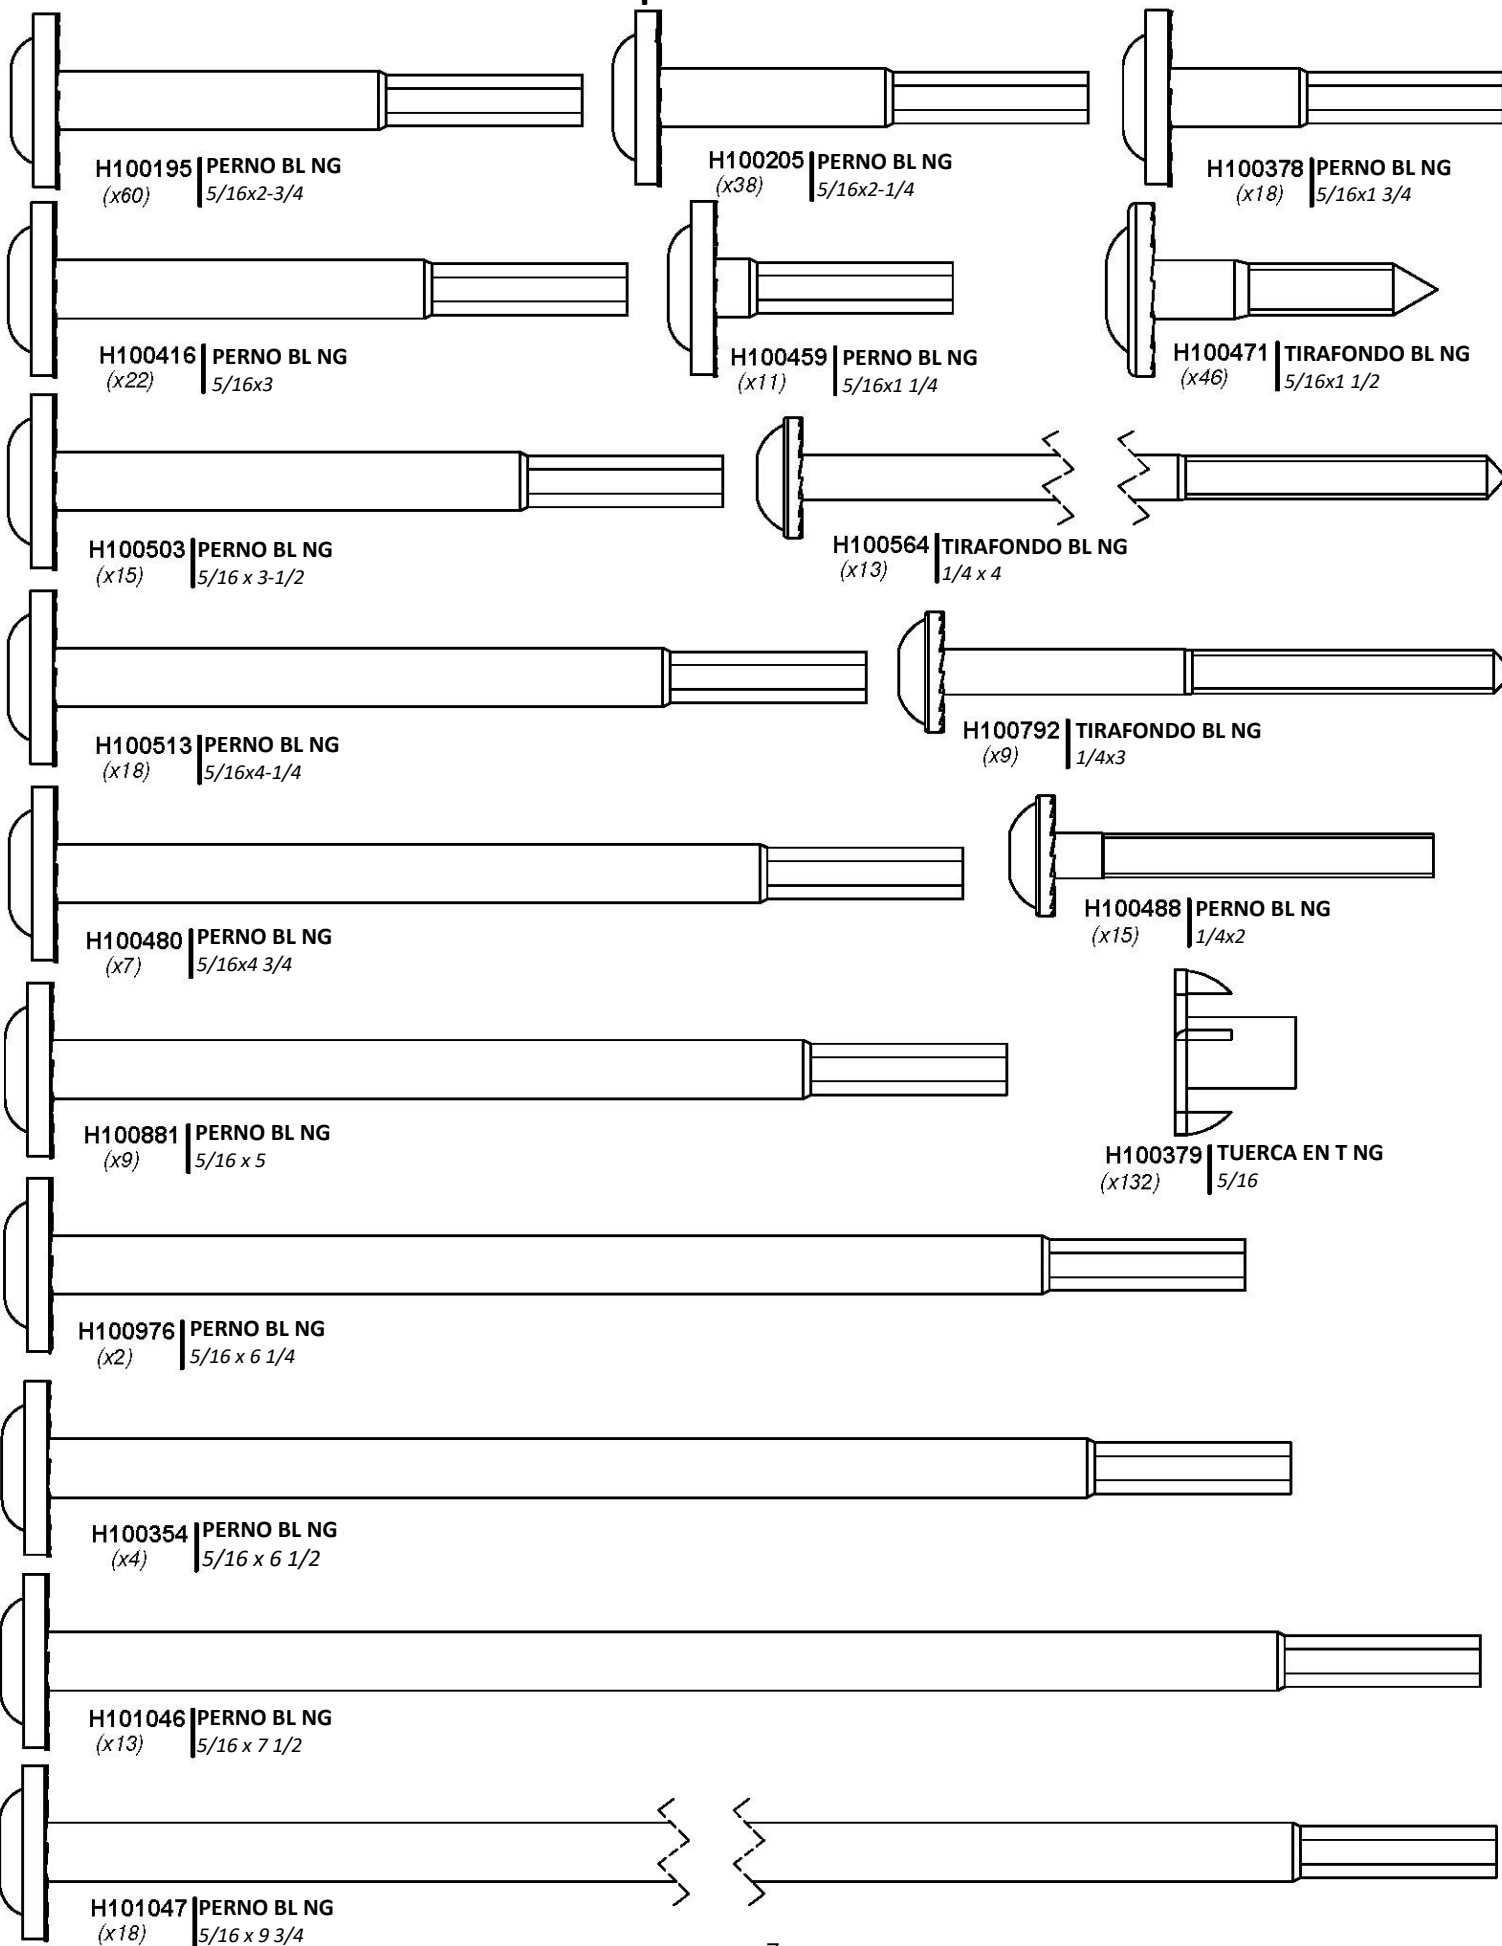 H100195 PERNO BL NG
(x60) 5/16x2-3/4
H100205 PERNO BL NG
(x38) 5/16x2-1/4
H100378 PERNO BL NG
(x18) 5/16x1 3/4
H100416 PERNO BL NG
(x22) 5/16x3
H100459 PERNO BL NG
(x11) 5/16x1 1/4
H100471 TIRAFONDO BL NG
(x46) 5/16x1 1/2
H100503 PERNO BL NG
(x15) 5/16 x 3-1/2
H100564 TIRAFONDO BL NG
(x13) 1/4 x 4
H100513 PERNO BL NG
(x18) 5/16x4-1/4
H100792 TIRAFONDO BL NG
(x9) 1/4x3
H100480 PERNO BL NG
(x7) 5/16x4 3/4
H100488 PERNO BL NG
(x15) 1/4x2
H100881 PERNO BL NG
(x9) 5/16 x 5
H100379 TUERCA EN T NG
(x132) 5/16
H100976 PERNO BL NG
(x2) 5/16 x 6 1/4
H100354 PERNO BL NG
(x4) 5/16 x 6 1/2
H101046 PERNO BL NG
(x13) 5/16 x 7 1/2
H101047 PERNO BL NG
(x18) 5/16 x 9 3/4